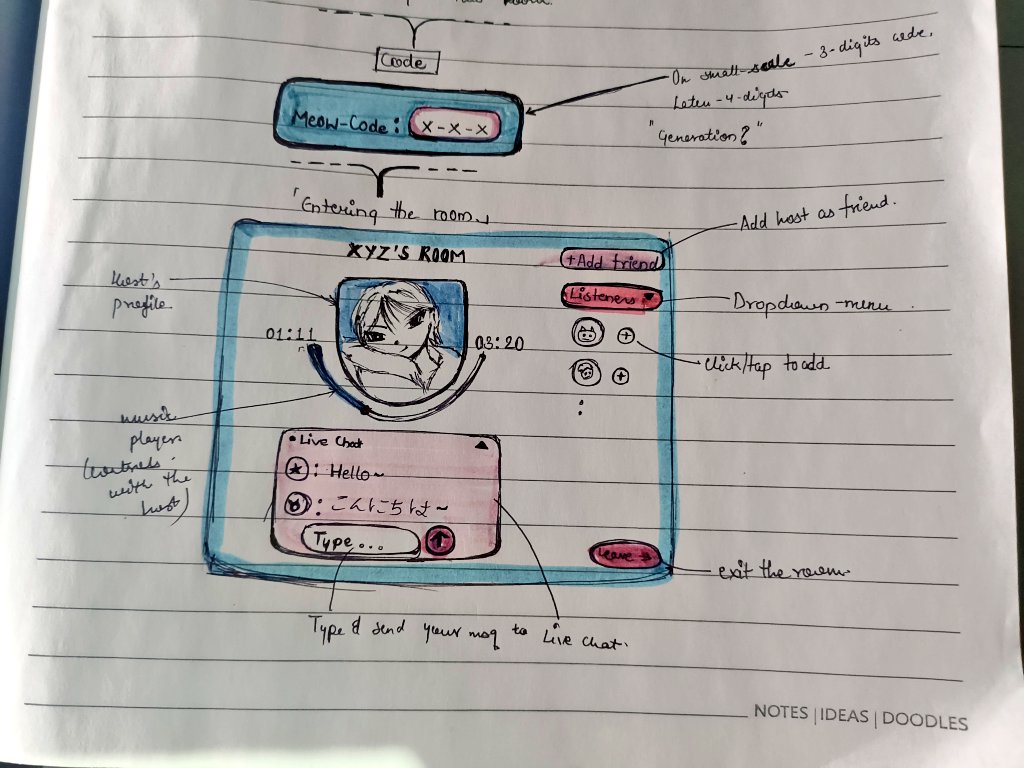 room.
Code
On small-scale - 3-digits code.
Later - 4-digits
"Generation?"
Meow-Code: X-X-X
「Entering the room」
Add host as friend.
XYZ'S ROOM
+Add friend
Host's
profile
Listeners ▼
Dropdown-menu
01:11
03:20
click/tap to add
music
player
(controls
with the
host)
• Live Chat ▲
★: Hello~
: こんにちは~
Type...
Leave →
exit the room
Type & send your msg to Live chat.
NOTES | IDEAS | DOODLES